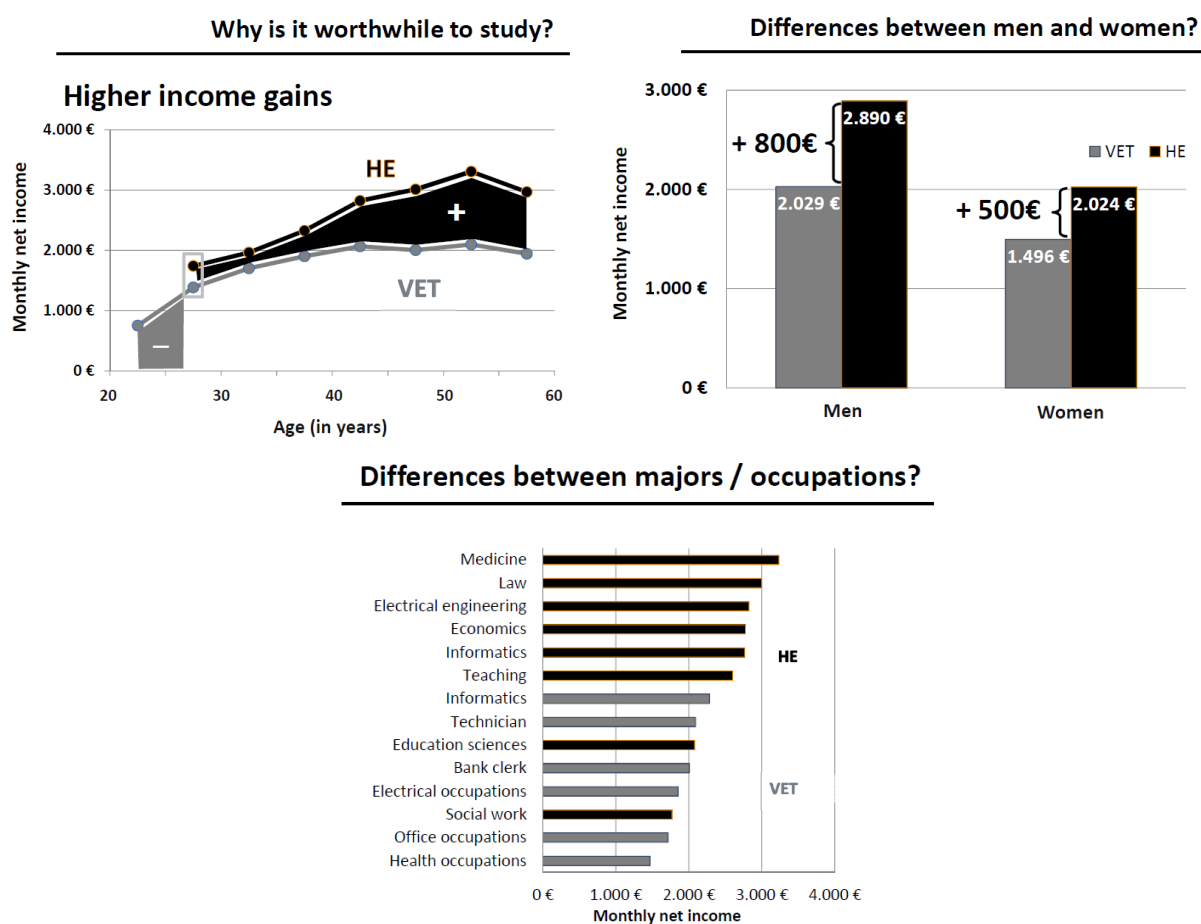 Why is it worthwhile to study?
Higher income gains
Monthly net income
4.000 €
3.000 €
2.000 €
1.000 €
0 €
HE
+
VET
–
20 30 40 50 60
Age (in years)
Differences between men and women?
Monthly net income
3.000 €
2.000 €
1.000 €
0 €
+ 800€
2.890 €
2.029 €
+ 500€
2.024 €
1.496 €
VET HE
Men Women
Differences between majors / occupations?
Medicine
Law
Electrical engineering
Economics
Informatics
Teaching
Informatics
Technician
Education sciences
Bank clerk
Electrical occupations
Social work
Office occupations
Health occupations
HE
VET
0 € 1.000 € 2.000 € 3.000 € 4.000 €
Monthly net income